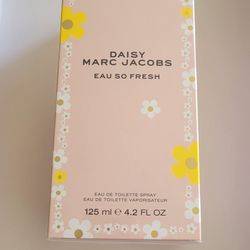 DAISY
MARC JACOBS
EAU SO FRESH
EAU DE TOILETTE SPRAY
EAU DE TOILETTE VAPORISATEUR
125 ml ℮ 4.2 FL OZ